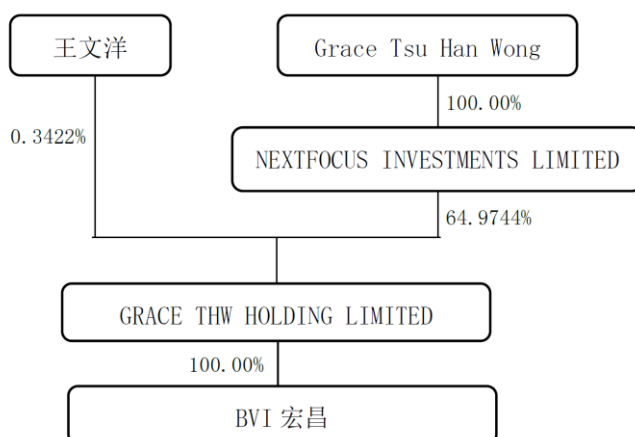 王文洋
Grace Tsu Han Wong
100.00%
0.3422%
NEXTFOCUS INVESTMENTS LIMITED
64.9744%
GRACE THW HOLDING LIMITED
100.00%
BVI 宏昌